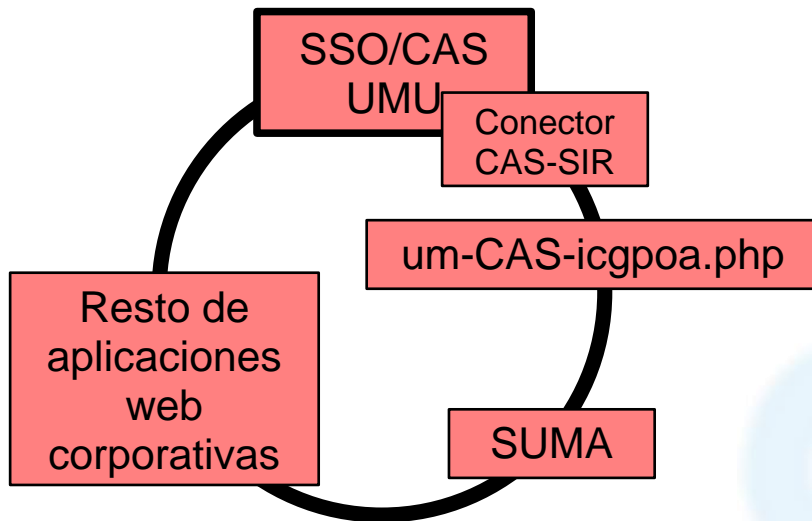 SSO/CAS
UMU
Conector
CAS-SIR
um-CAS-icgpoa.php
Resto de
aplicaciones
web
corporativas
SUMA